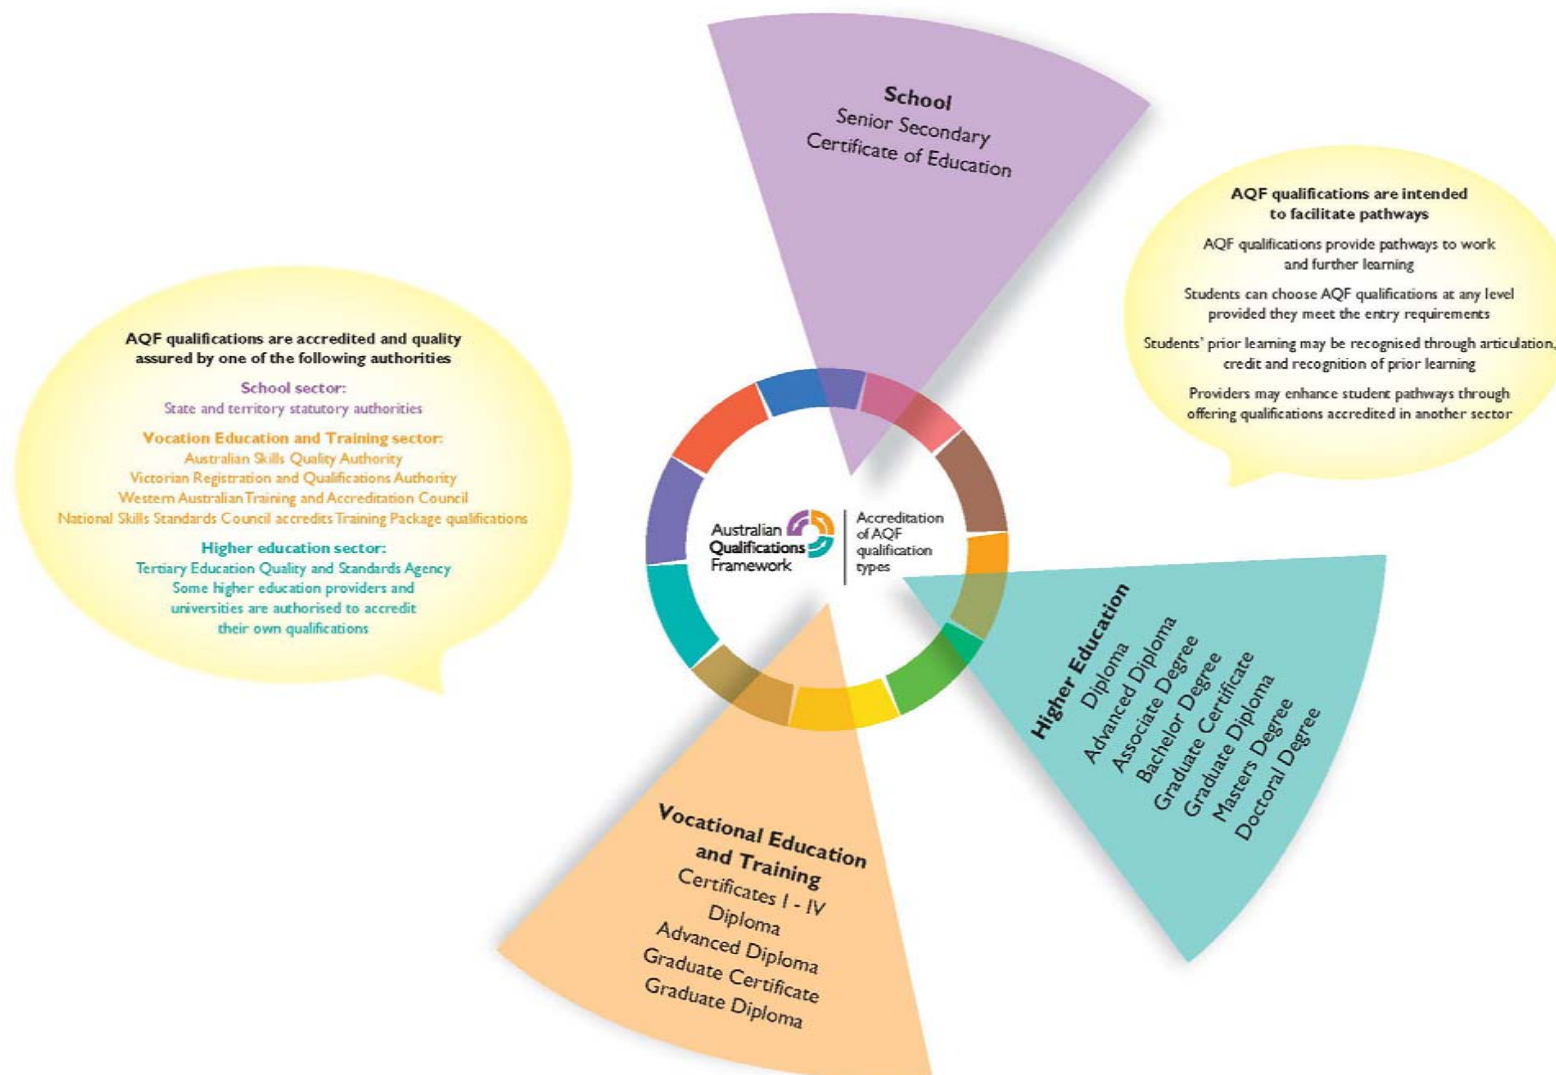 School
Senior Secondary
Certificate of Education
AQF qualifications are intended
to facilitate pathways
AQF qualifications provide pathways to work
and further learning
Students can choose AQF qualifications at any level
provided they meet the entry requirements
Students' prior learning may be recognised through articulation,
credit and recognition of prior learning
Providers may enhance student pathways through
offering qualifications accredited in another sector
AQF qualifications are accredited and quality
assured by one of the following authorities
School sector:
State and territory statutory authorities
Vocation Education and Training sector:
Australian Skills Quality Authority
Victorian Registration and Qualifications Authority
Western Australian Training and Accreditation Council
National Skills Standards Council accredits Training Package qualifications
Higher education sector:
Tertiary Education Quality and Standards Agency
Some higher education providers and
universities are authorised to accredit
their own qualifications
Australian
Qualifications
Framework
Accreditation
of AQF
qualification
types
Higher Education
Diploma
Advanced Diploma
Associate Degree
Bachelor Degree
Graduate Certificate
Graduate Diploma
Masters Degree
Doctoral Degree
Vocational Education
and Training
Certificates I - IV
Diploma
Advanced Diploma
Graduate Certificate
Graduate Diploma